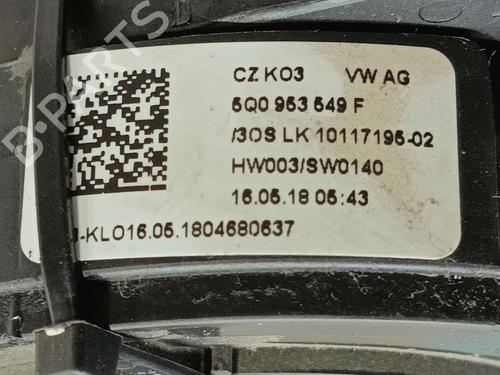 B-PARTS
CZ K03 VW AG
5Q0 953 549 F
/3OS LK 10117195-02
HW003/SW0140
16.05.18 05:43
-KLO16.05.1804680637